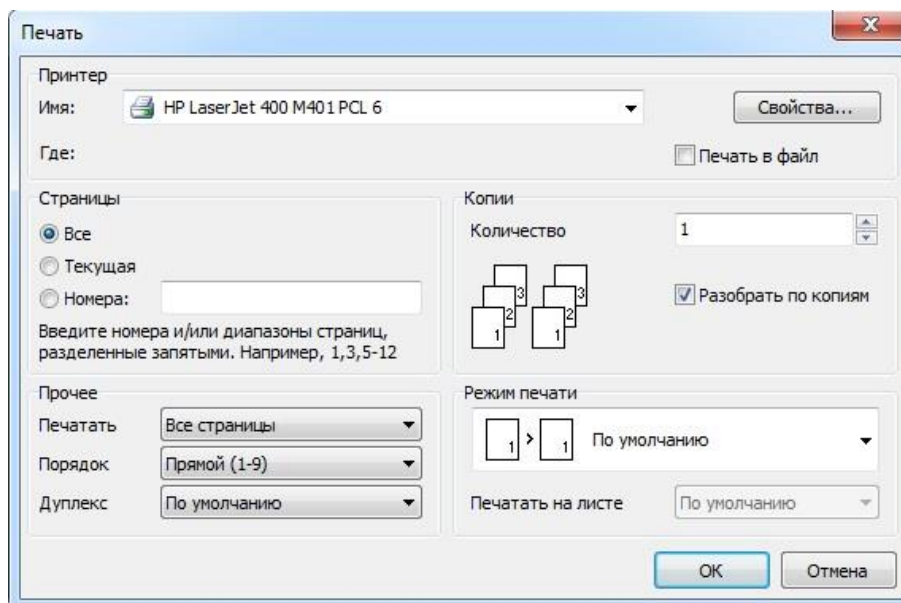 Печать
Принтер
Имя: HP LaserJet 400 M401 PCL 6 Свойства...
Где: Печать в файл
Страницы
Все
Текущая
Номера:
Введите номера и/или диапазоны страниц,
разделенные запятыми. Например, 1,3,5-12
Копии
Количество 1
3 3
2 2
1 1
Разобрать по копиям
Прочее
Печатать Все страницы
Порядок Прямой (1-9)
Дуплекс По умолчанию
Режим печати
1 > 1 По умолчанию
Печатать на листе По умолчанию
ОК Отмена